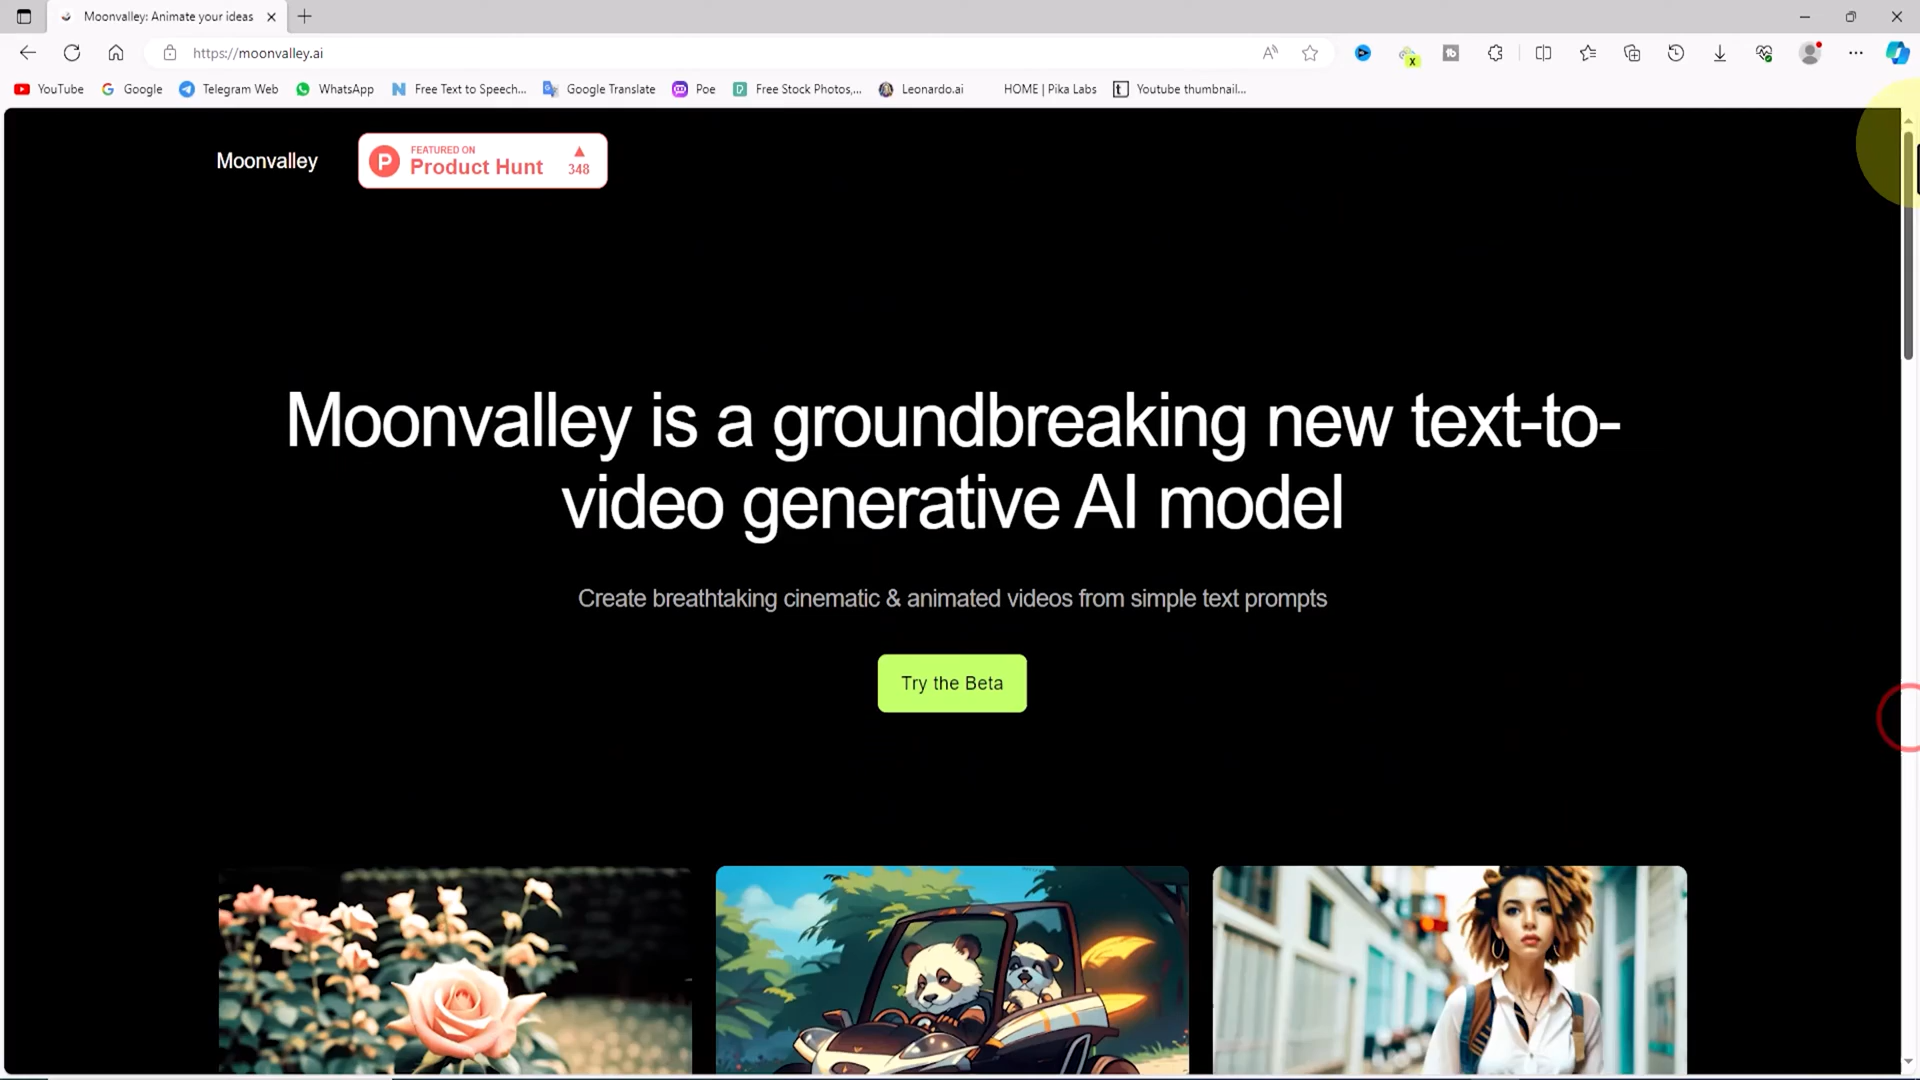 Moonvalley: Animate your ideas
https://moonvalley.ai
YouTube
Google
Telegram Web
WhatsApp
Free Text to Speech...
Google Translate
Poe
Free Stock Photos,...
Leonardo.ai
HOME | Pika Labs
Youtube thumbnail...
Moonvalley
FEATURED ON
Product Hunt
348
Moonvalley is a groundbreaking new text-to-
video generative AI model
Create breathtaking cinematic & animated videos from simple text prompts
Try the Beta